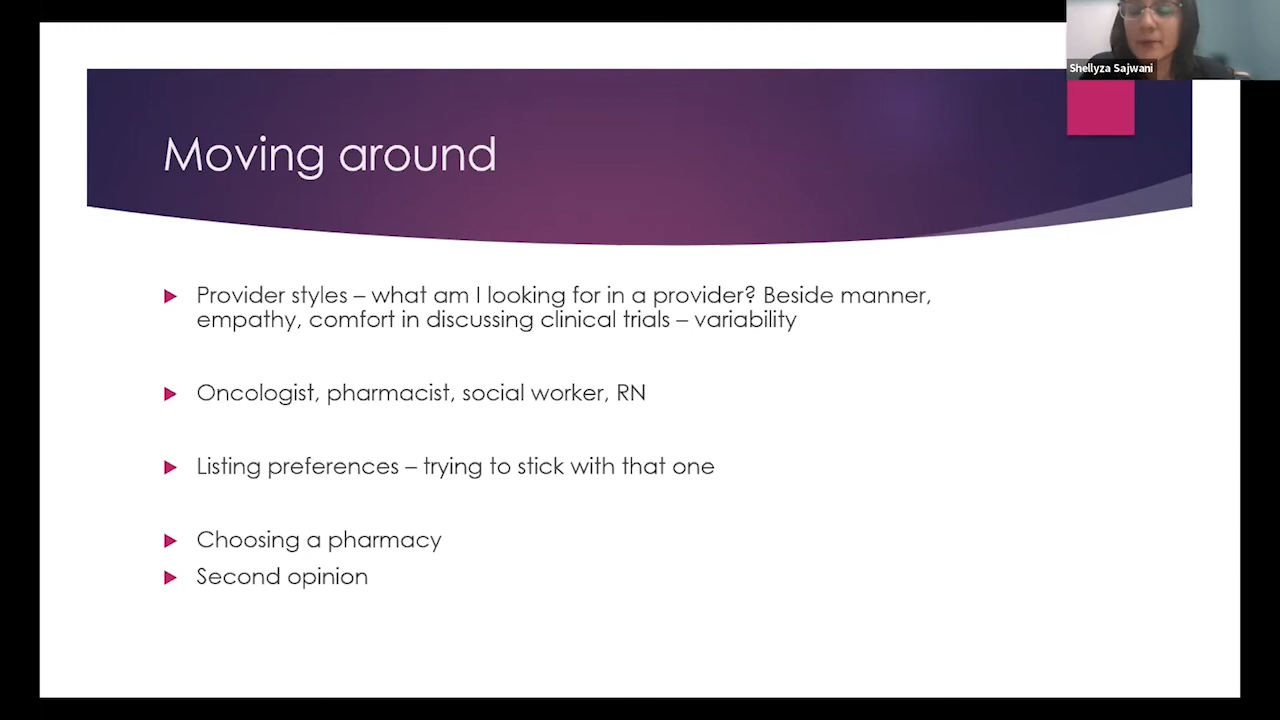 Shellyza Sajwani
Moving around
Provider styles – what am I looking for in a provider? Beside manner,
empathy, comfort in discussing clinical trials – variability
Oncologist, pharmacist, social worker, RN
Listing preferences – trying to stick with that one
Choosing a pharmacy
Second opinion